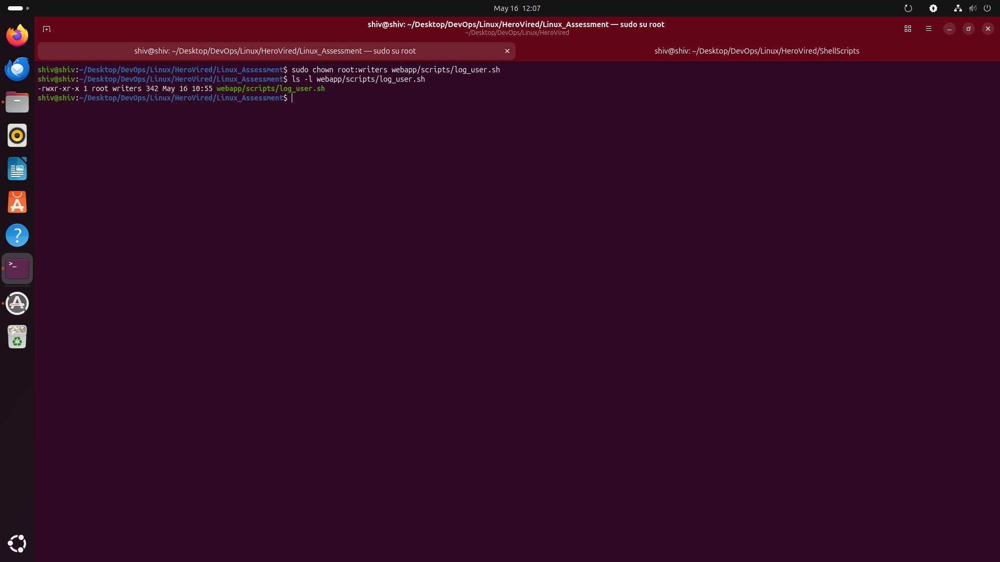 May 16 12:07
shiv@shiv: ~/Desktop/DevOps/Linux/HeroVired/Linux_Assessment — sudo su root
~/Desktop/DevOps/Linux/HeroVired
shiv@shiv: ~/Desktop/DevOps/Linux/HeroVired/Linux_Assessment — sudo su root
shiv@shiv: ~/Desktop/DevOps/Linux/HeroVired/ShellScripts
shiv@shiv:~/Desktop/DevOps/Linux/HeroVired/Linux_Assessment$ sudo chown root:writers webapp/scripts/log_user.sh
shiv@shiv:~/Desktop/DevOps/Linux/HeroVired/Linux_Assessment$ ls -l webapp/scripts/log_user.sh
-rwxr-xr-x 1 root writers 342 May 16 10:55 webapp/scripts/log_user.sh
shiv@shiv:~/Desktop/DevOps/Linux/HeroVired/Linux_Assessment$